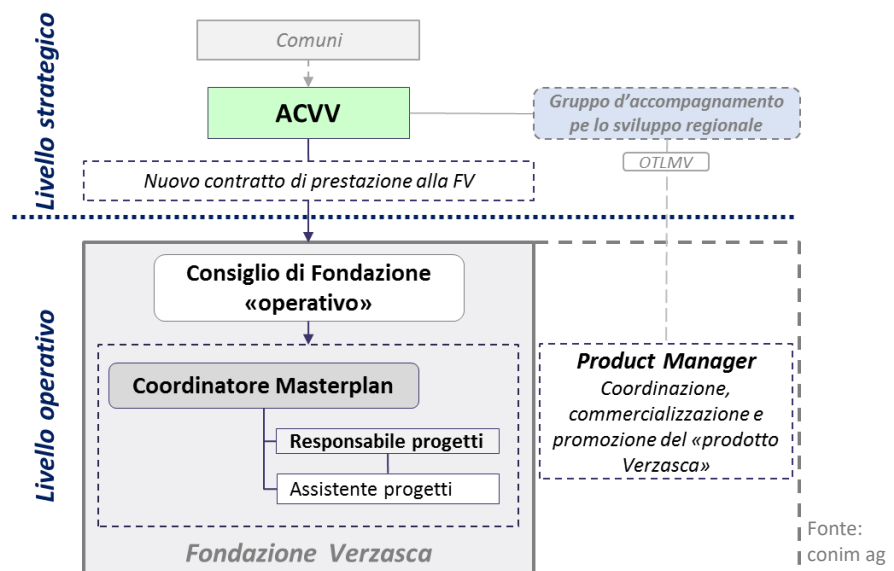 Livello strategico
Comuni
ACVV
Gruppo d'accompagnamento
pe lo sviluppo regionale
OTLMV
Nuovo contratto di prestazione alla FV
Livello operativo
Consiglio di Fondazione
«operativo»
Coordinatore Masterplan
Responsabile progetti
Assistente progetti
Fondazione Verzasca
Product Manager
Coordinazione,
commercializzazione e
promozione del «prodotto
Verzasca»
Fonte:
conim ag